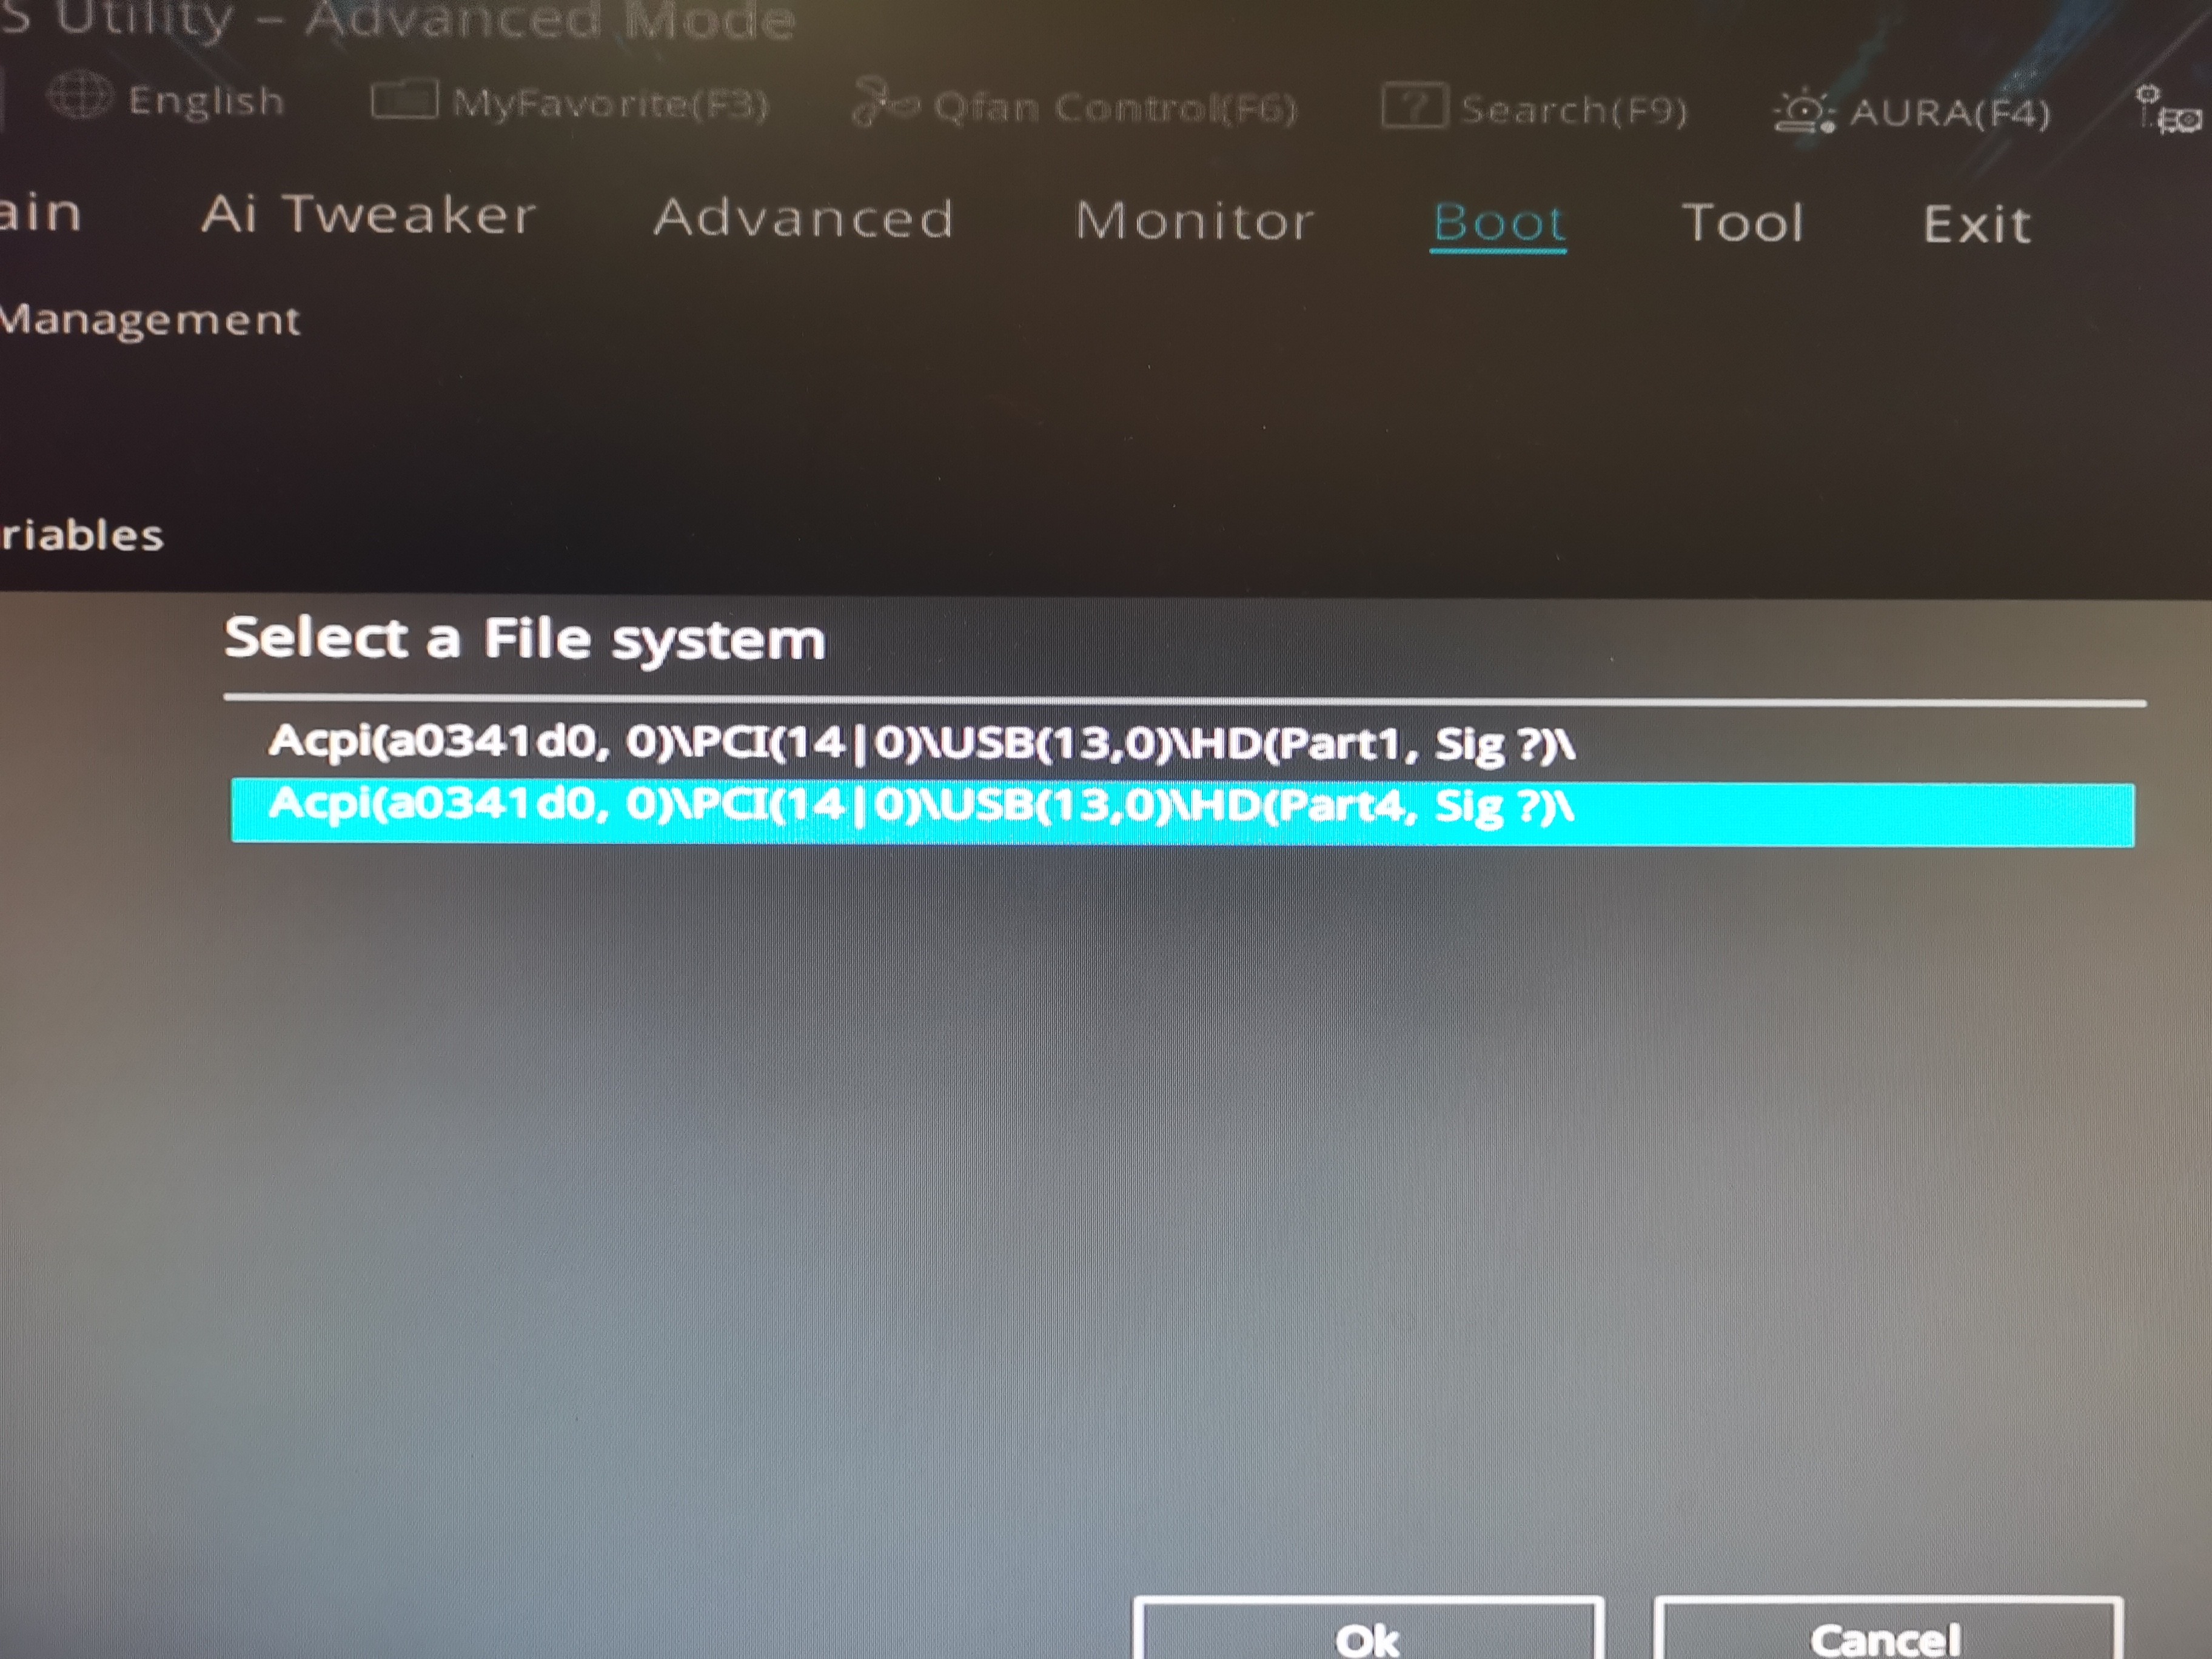 S Utility – Advanced Mode
English MyFavorite(F3) Qfan Control(F6) Search(F9) AURA(F4)
ain Ai Tweaker Advanced Monitor Boot Tool Exit
Management
riables
Select a File system
Acpi(a0341d0, 0)\PCI(14|0)\USB(13,0)\HD(Part1, Sig ?)\
Acpi(a0341d0, 0)\PCI(14|0)\USB(13,0)\HD(Part4, Sig ?)\
Ok Cancel